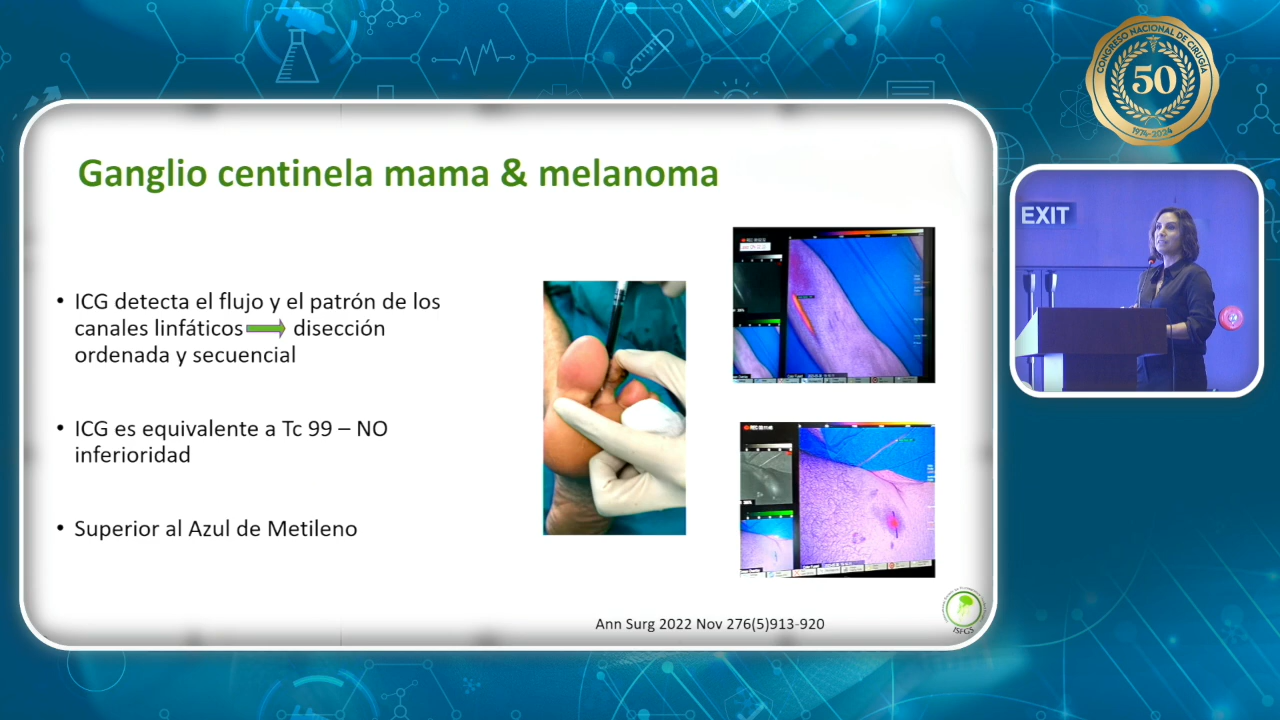 CONGRESO NACIONAL DE CIRUGÍA
50
1974-2024
EXIT
Ganglio centinela mama & melanoma
• ICG detecta el flujo y el patrón de los
canales linfáticos disección
ordenada y secuencial
• ICG es equivalente a Tc 99 – NO
inferioridad
• Superior al Azul de Metileno
Ann Surg 2022 Nov 276(5)913-920
ISFGS